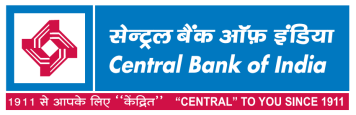 सेन्ट्रल बैंक ऑफ़ इंडिया
Central Bank of India
1911 से आपके लिए “केंद्रित” “CENTRAL” TO YOU SINCE 1911